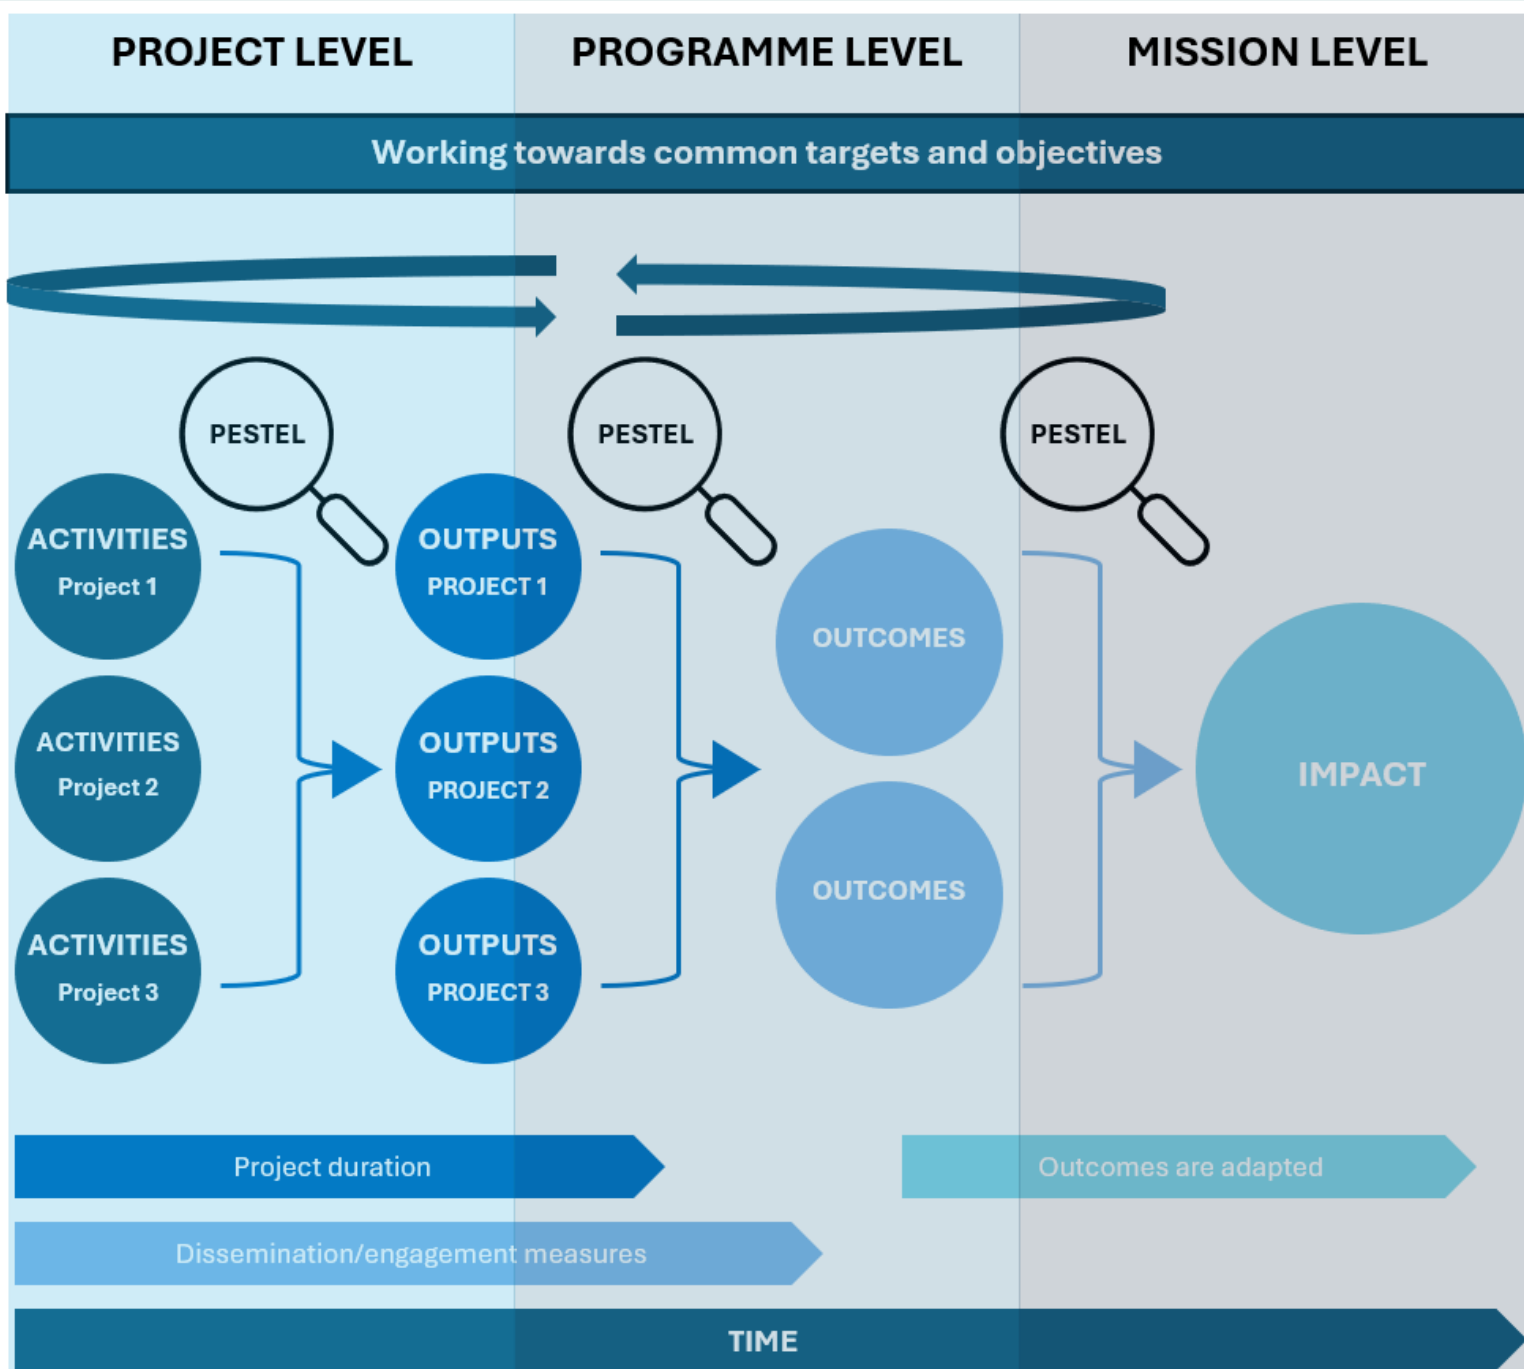 PROJECT LEVEL
PROGRAMME LEVEL
MISSION LEVEL
Working towards common targets and objectives
PESTEL
PESTEL
PESTEL
ACTIVITIES
Project 1
OUTPUTS
PROJECT 1
OUTCOMES
ACTIVITIES
Project 2
OUTPUTS
PROJECT 2
IMPACT
OUTCOMES
ACTIVITIES
Project 3
OUTPUTS
PROJECT 3
Project duration
Outcomes are adapted
Dissemination/engagement measures
TIME